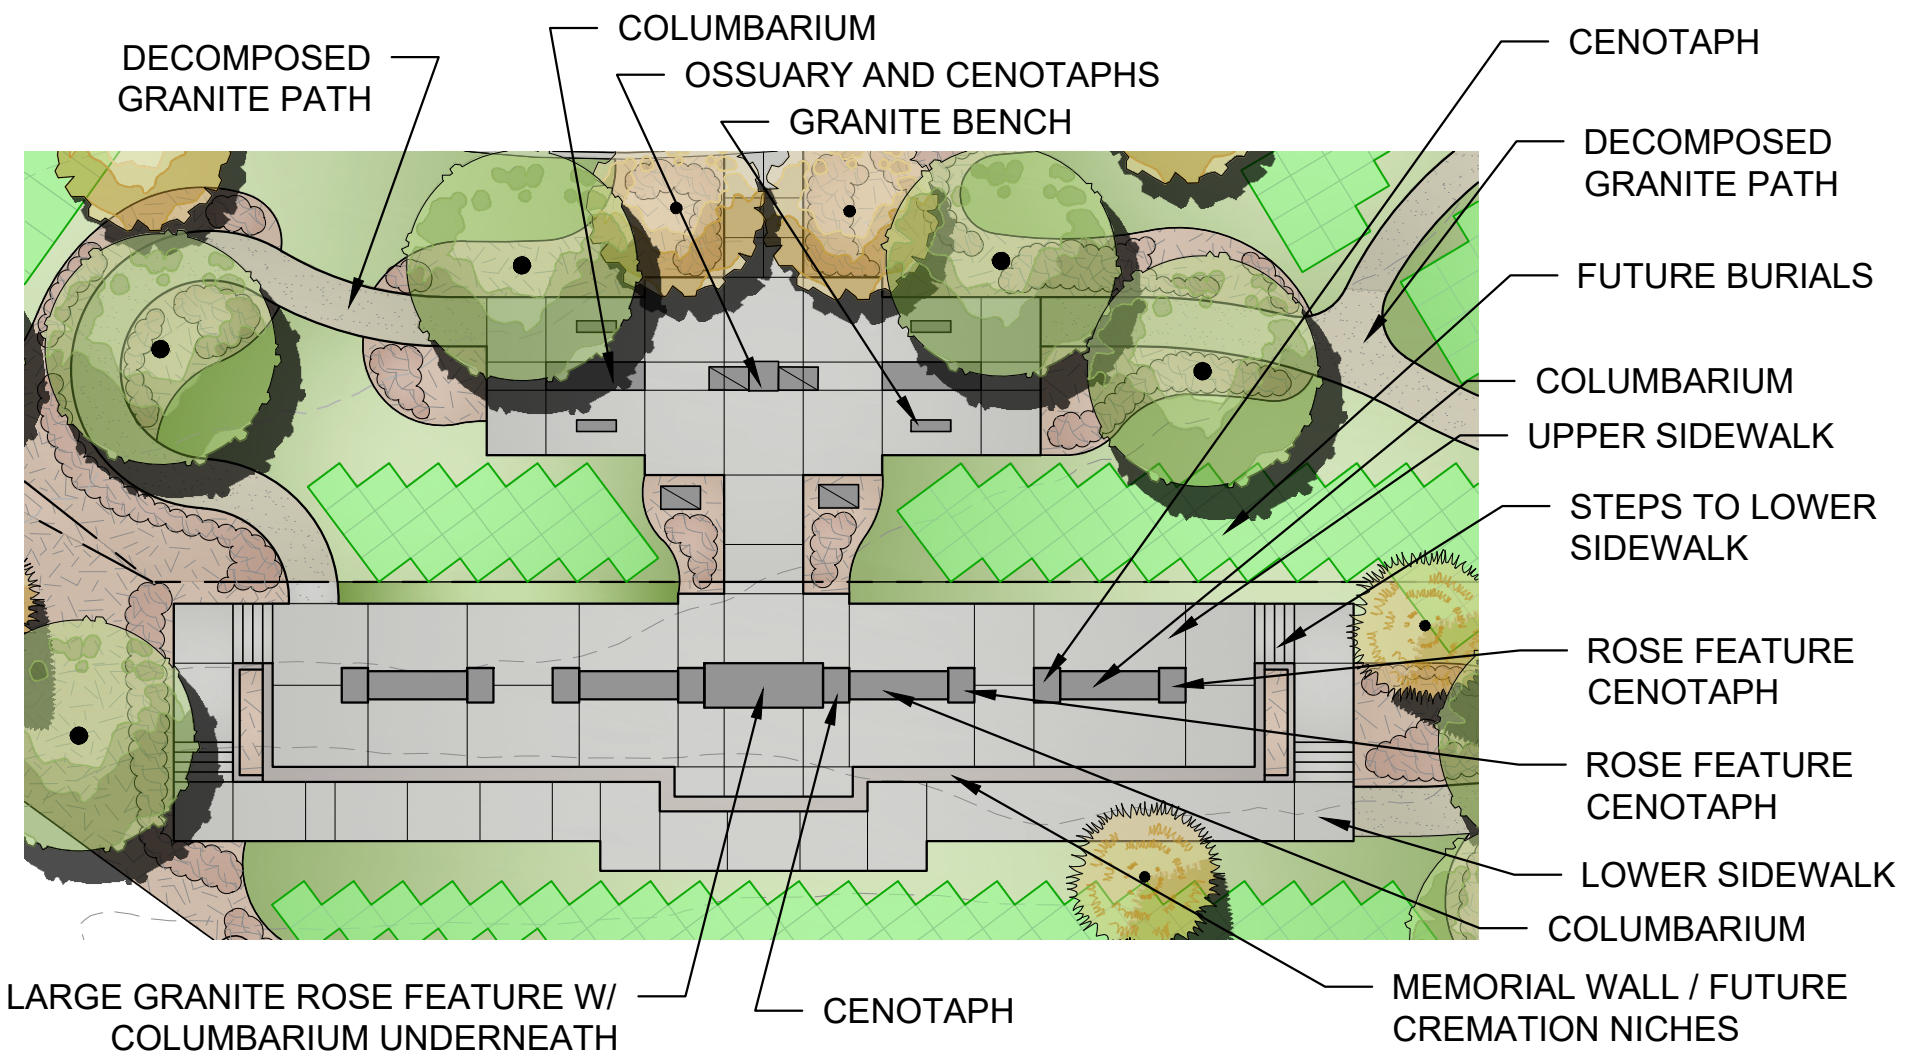 COLUMBARIUM
DECOMPOSED
GRANITE PATH
OSSUARY AND CENOTAPHS
GRANITE BENCH
CENOTAPH
DECOMPOSED
GRANITE PATH
FUTURE BURIALS
COLUMBARIUM
UPPER SIDEWALK
STEPS TO LOWER
SIDEWALK
ROSE FEATURE
CENOTAPH
ROSE FEATURE
CENOTAPH
LOWER SIDEWALK
COLUMBARIUM
MEMORIAL WALL / FUTURE
CREMATION NICHES
LARGE GRANITE ROSE FEATURE W/
COLUMBARIUM UNDERNEATH
CENOTAPH